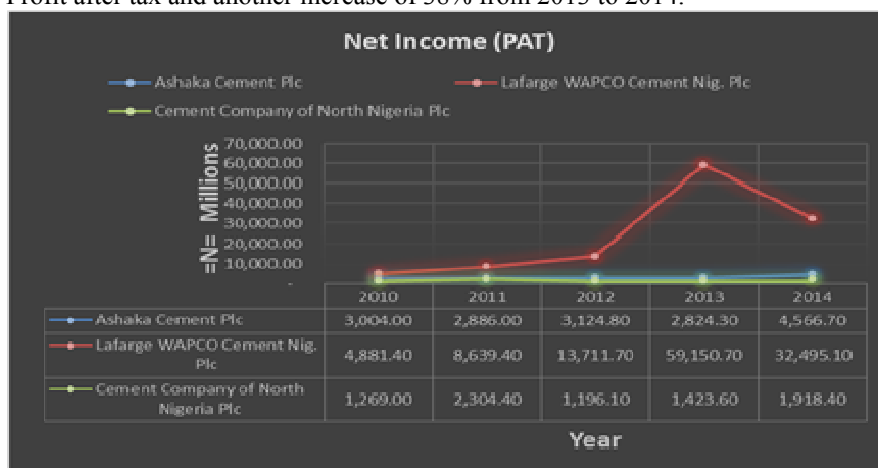 Profit after tax and another increase of 38% from 2013 to 2014.
Net Income (PAT)
Ashaka Cement Plc
Lafarge WAPCO Cement Nig. Plc
Cement Company of North Nigeria Plc
=N= Millions
70,000.00
60,000.00
50,000.00
40,000.00
30,000.00
20,000.00
10,000.00
-
2010 2011 2012 2013 2014
Ashaka Cement Plc 3,004.00 2,886.00 3,124.80 2,824.30 4,566.70
Lafarge WAPCO Cement Nig. Plc 4,881.40 8,639.40 13,711.70 59,150.70 32,495.10
Cement Company of North Nigeria Plc 1,269.00 2,304.40 1,196.10 1,423.60 1,918.40
Year